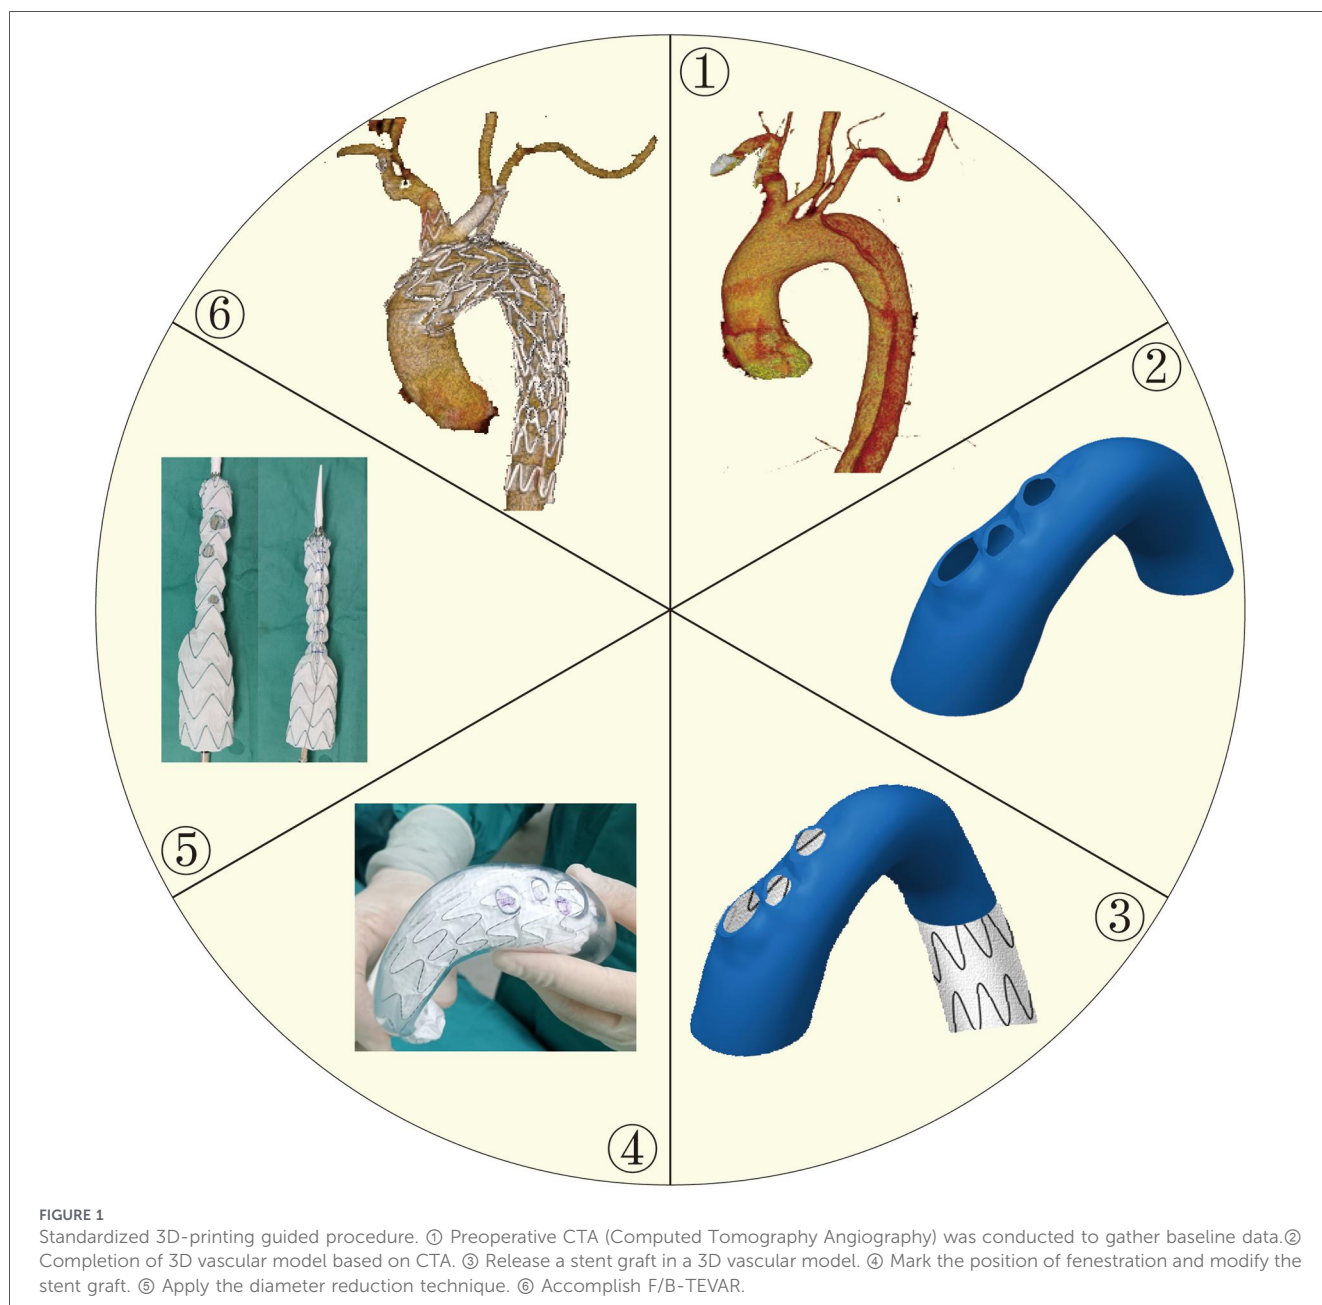 ①
②
③
④
⑤
⑥
FIGURE 1
Standardized 3D-printing guided procedure. ① Preoperative CTA (Computed Tomography Angiography) was conducted to gather baseline data.②
Completion of 3D vascular model based on CTA. ③ Release a stent graft in a 3D vascular model. ④ Mark the position of fenestration and modify the
stent graft. ⑤ Apply the diameter reduction technique. ⑥ Accomplish F/B-TEVAR.